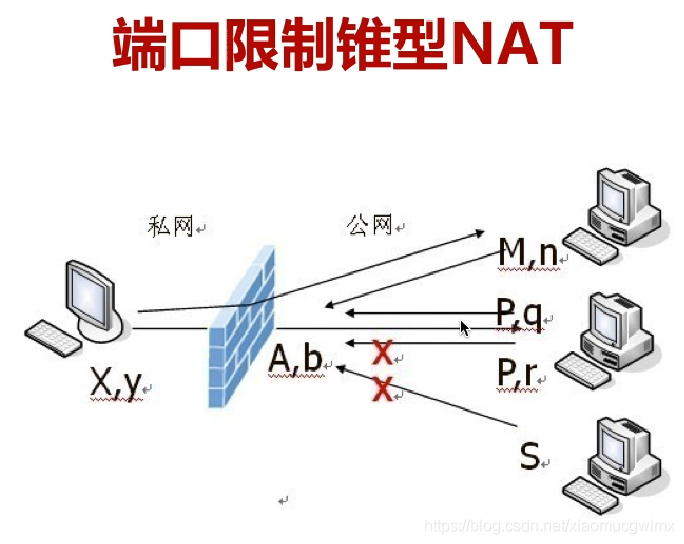 端口限制锥型NAT
私网
公网
M,n
P,q
A,b
X
P,r
X,y
X
S
https://blog.csdn.net/xiaomucgwlmx